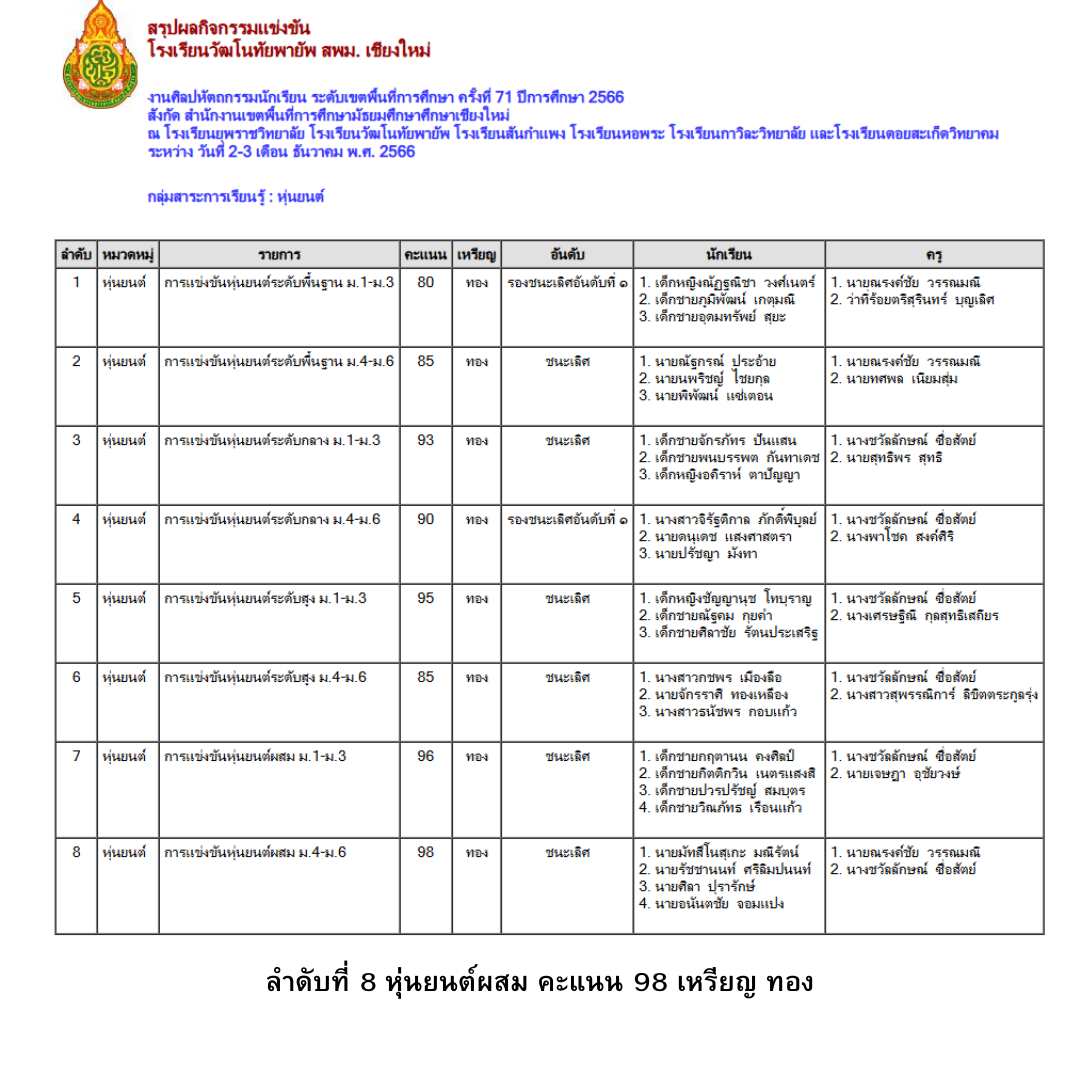 สรุปผลกิจกรรมแข่งขัน
โรงเรียนวัฒโนทัยพายัพ สพม. เชียงใหม่
งานศิลปหัตถกรรมนักเรียน ระดับเขตพื้นที่การศึกษา ครั้งที่ 71 ปีการศึกษา 2566
สังกัด สำนักงานเขตพื้นที่การศึกษามัธยมศึกษาศึกษาเชียงใหม่
ณ โรงเรียนยุพราชวิทยาลัย โรงเรียนวัฒโนทัยพายัพ โรงเรียนสันกำแพง โรงเรียนหอพระ โรงเรียนกาวิละวิทยาลัย และโรงเรียนดอยสะเก็ดวิทยาคม
ระหว่าง วันที่ 2-3 เดือน ธันวาคม พ.ศ. 2566
กลุ่มสาระการเรียนรู้ : หุ่นยนต์
ลำดับ หมวดหมู่ รายการ คะแนน เหรียญ อันดับ นักเรียน ครู
1 หุ่นยนต์ การแข่งขันหุ่นยนต์ระดับพื้นฐาน ม.1-ม.3 80 ทอง รองชนะเลิศอันดับที่ ๑ 1. เด็กหญิงณัฏฐณิชา วงศ์เนตร์ 1. นายณรงค์ชัย วรรณมณี
2. เด็กชายภูมิพัฒน์ เกตุมณี 2. ว่าที่ร้อยตรีสุรินทร์ บุญเลิศ
3. เด็กชายอุดมทรัพย์ สุยะ
2 หุ่นยนต์ การแข่งขันหุ่นยนต์ระดับพื้นฐาน ม.4-ม.6 85 ทอง ชนะเลิศ 1. นายณัฐกรณ์ ประอ้าย 1. นายณรงค์ชัย วรรณมณี
2. นายนพริชญ์ ไชยกุล 2. นายทศพล เนียมสุ่ม
3. นายพิพัฒน์ แซ่เตอน
3 หุ่นยนต์ การแข่งขันหุ่นยนต์ระดับกลาง ม.1-ม.3 93 ทอง ชนะเลิศ 1. เด็กชายจักรภัทร ปันแสน 1. นางชวัลลักษณ์ ซื่อสัตย์
2. เด็กชายพนบรรพต กันทาเดช 2. นายสุทธิพร สุทธิ
3. เด็กหญิงอคิราห์ ตาปัญญา
4 หุ่นยนต์ การแข่งขันหุ่นยนต์ระดับกลาง ม.4-ม.6 90 ทอง รองชนะเลิศอันดับที่ ๑ 1. นางสาวจิรัฐติกาล ภักดิ์พิบูลย์ 1. นางชวัลลักษณ์ ซื่อสัตย์
2. นายดนุเดช แสงศาสตรา 2. นางพาโชค สงค์ศิริ
3. นายปรัชญา มังทา
5 หุ่นยนต์ การแข่งขันหุ่นยนต์ระดับสูง ม.1-ม.3 95 ทอง ชนะเลิศ 1. เด็กหญิงชัญญานุช โทบุราญ 1. นางชวัลลักษณ์ ซื่อสัตย์
2. เด็กชายณัฐดม กุยคำ 2. นางเศรษฐิณี กุลสุทธิเสถียร
3. เด็กชายศิลาชัย รัตนประเสริฐ
6 หุ่นยนต์ การแข่งขันหุ่นยนต์ระดับสูง ม.4-ม.6 85 ทอง ชนะเลิศ 1. นางสาวกชพร เมืองลือ 1. นางชวัลลักษณ์ ซื่อสัตย์
2. นายจักรราศี ทองเหลือง 2. นางสาวสุพรรณิการ์ ลิขิตตระกูลรุ่ง
3. นางสาวธนัชพร กอบแก้ว
7 หุ่นยนต์ การแข่งขันหุ่นยนต์ผสม ม.1-ม.3 96 ทอง ชนะเลิศ 1. เด็กชายกฤตานน คงศิลป์ 1. นางชวัลลักษณ์ ซื่อสัตย์
2. เด็กชายกิตติกวิน เนตรแสงสี 2. นายเจษฎา อุชัยวงษ์
3. เด็กชายปวรปรัชญ์ สมบุตร
4. เด็กชายวิณภัทธ เรือนแก้ว
8 หุ่นยนต์ การแข่งขันหุ่นยนต์ผสม ม.4-ม.6 98 ทอง ชนะเลิศ 1. นายมัทสึโนสุเกะ มณีรัตน์ 1. นายณรงค์ชัย วรรณมณี
2. นายรัชชานนท์ ศรีลิมปนนท์ 2. นางชวัลลักษณ์ ซื่อสัตย์
3. นายศิลา ปุรารักษ์
4. นายอนันตชัย จอมแปง
ลำดับที่ 8 หุ่นยนต์ผสม คะแนน 98 เหรียญ ทอง